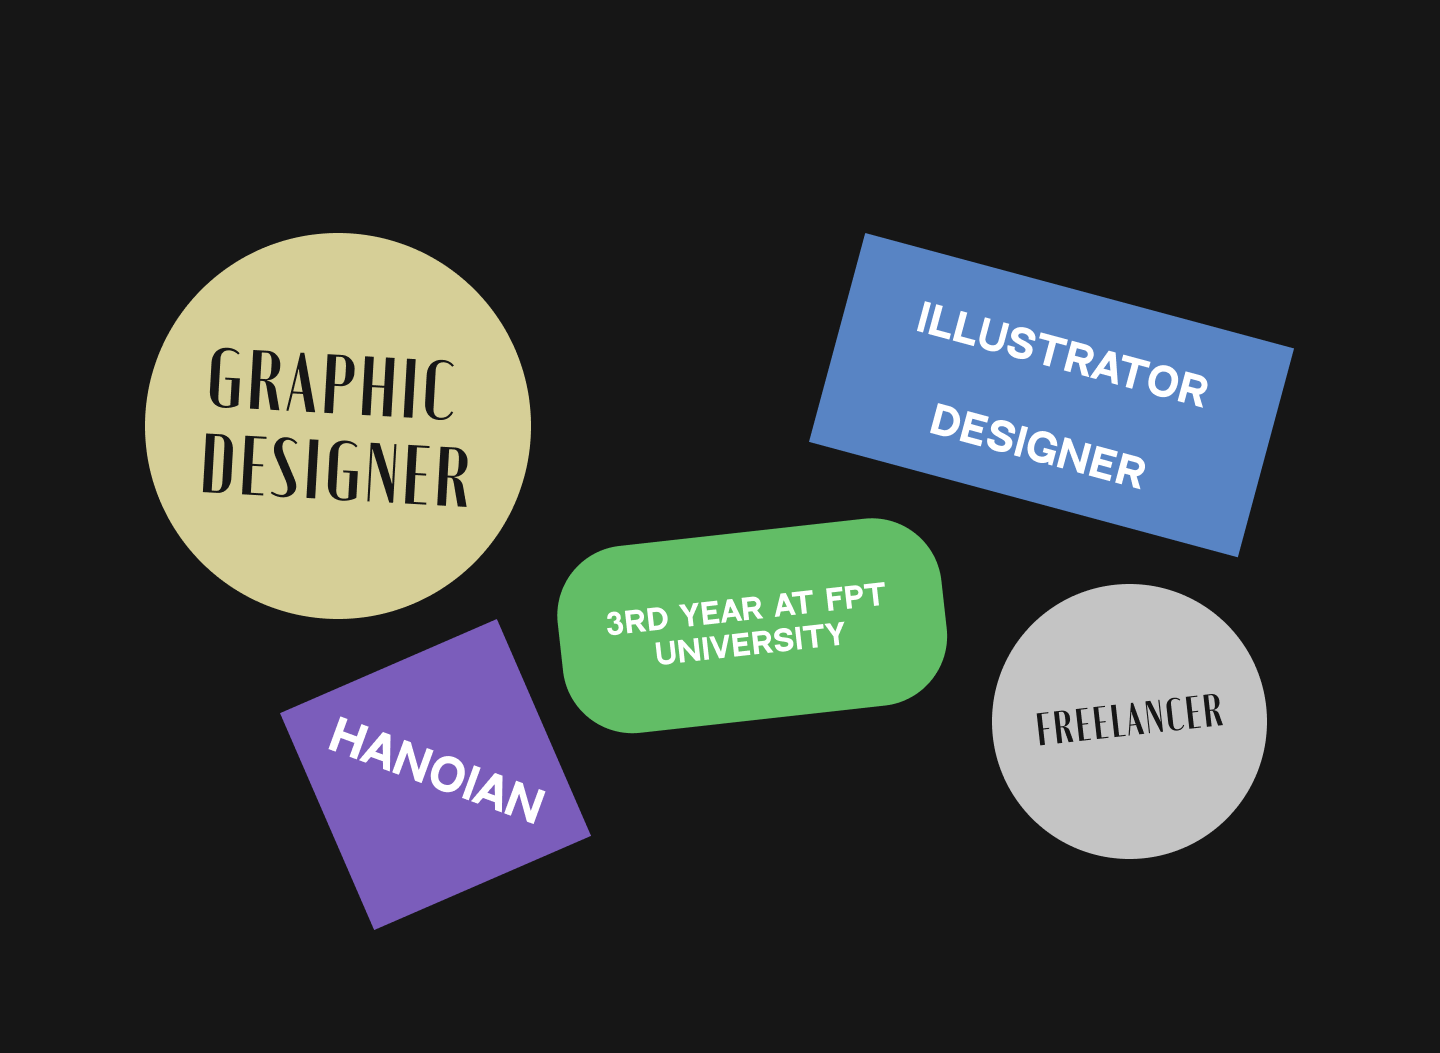 GRAPHIC
DESIGNER
ILLUSTRATOR
DESIGNER
3RD YEAR AT FPT
UNIVERSITY
HANOIAN
FREELANCER